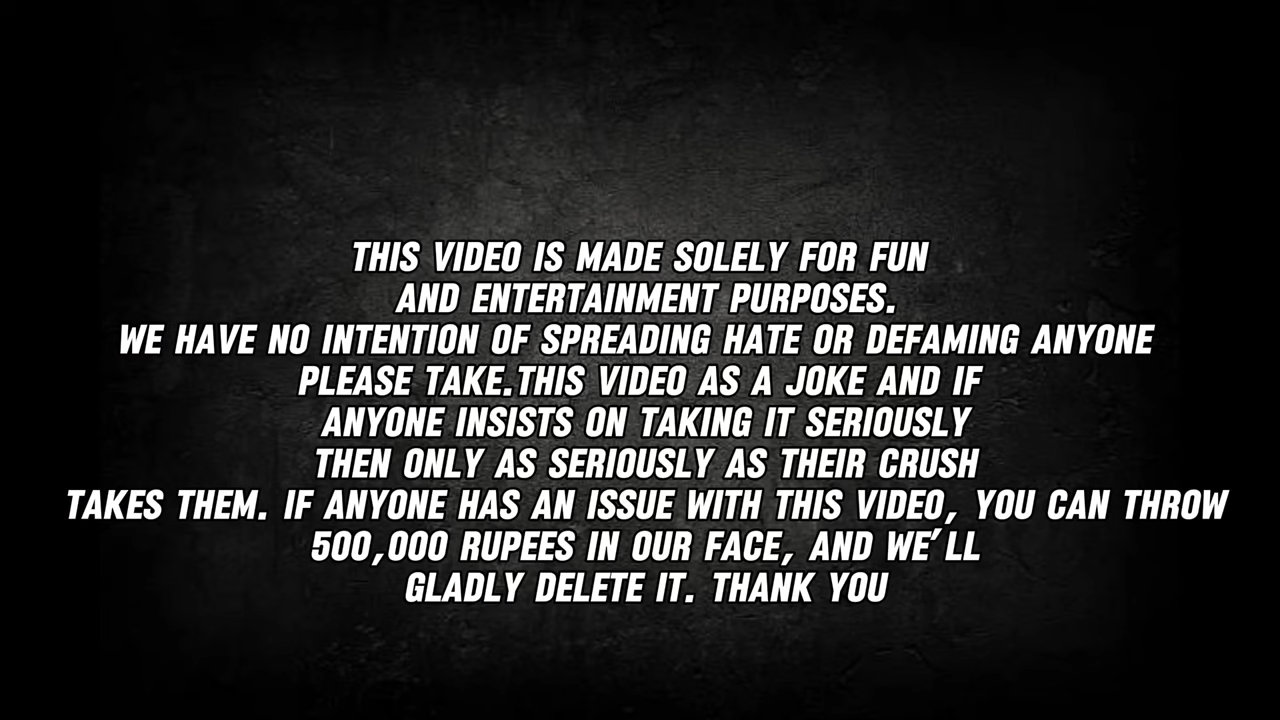 THIS VIDEO IS MADE SOLELY FOR FUN
AND ENTERTAINMENT PURPOSES.
WE HAVE NO INTENTION OF SPREADING HATE OR DEFAMING ANYONE
PLEASE TAKE.THIS VIDEO AS A JOKE AND IF
ANYONE INSISTS ON TAKING IT SERIOUSLY
THEN ONLY AS SERIOUSLY AS THEIR CRUSH
TAKES THEM. IF ANYONE HAS AN ISSUE WITH THIS VIDEO, YOU CAN THROW
500,000 RUPEES IN OUR FACE, AND WE'LL
GLADLY DELETE IT. THANK YOU